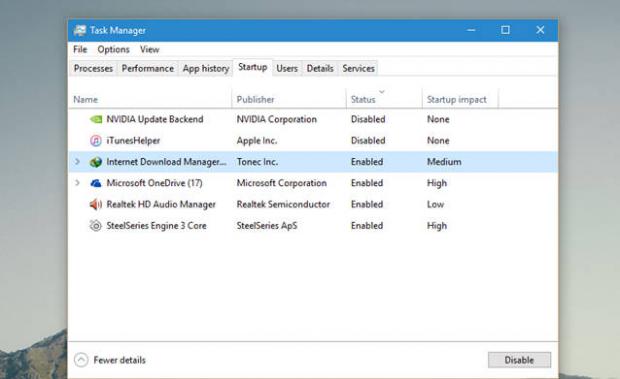 Task Manager
File Options View
Processes Performance App history Startup Users Details Services
Name Publisher Status Startup impact
NVIDIA Update Backend NVIDIA Corporation Disabled None
iTunesHelper Apple Inc. Disabled None
Internet Download Manager... Tonec Inc. Enabled Medium
Microsoft OneDrive (17) Microsoft Corporation Enabled High
Realtek HD Audio Manager Realtek Semiconductor Enabled Low
SteelSeries Engine 3 Core SteelSeries ApS Enabled High
Fewer details Disable